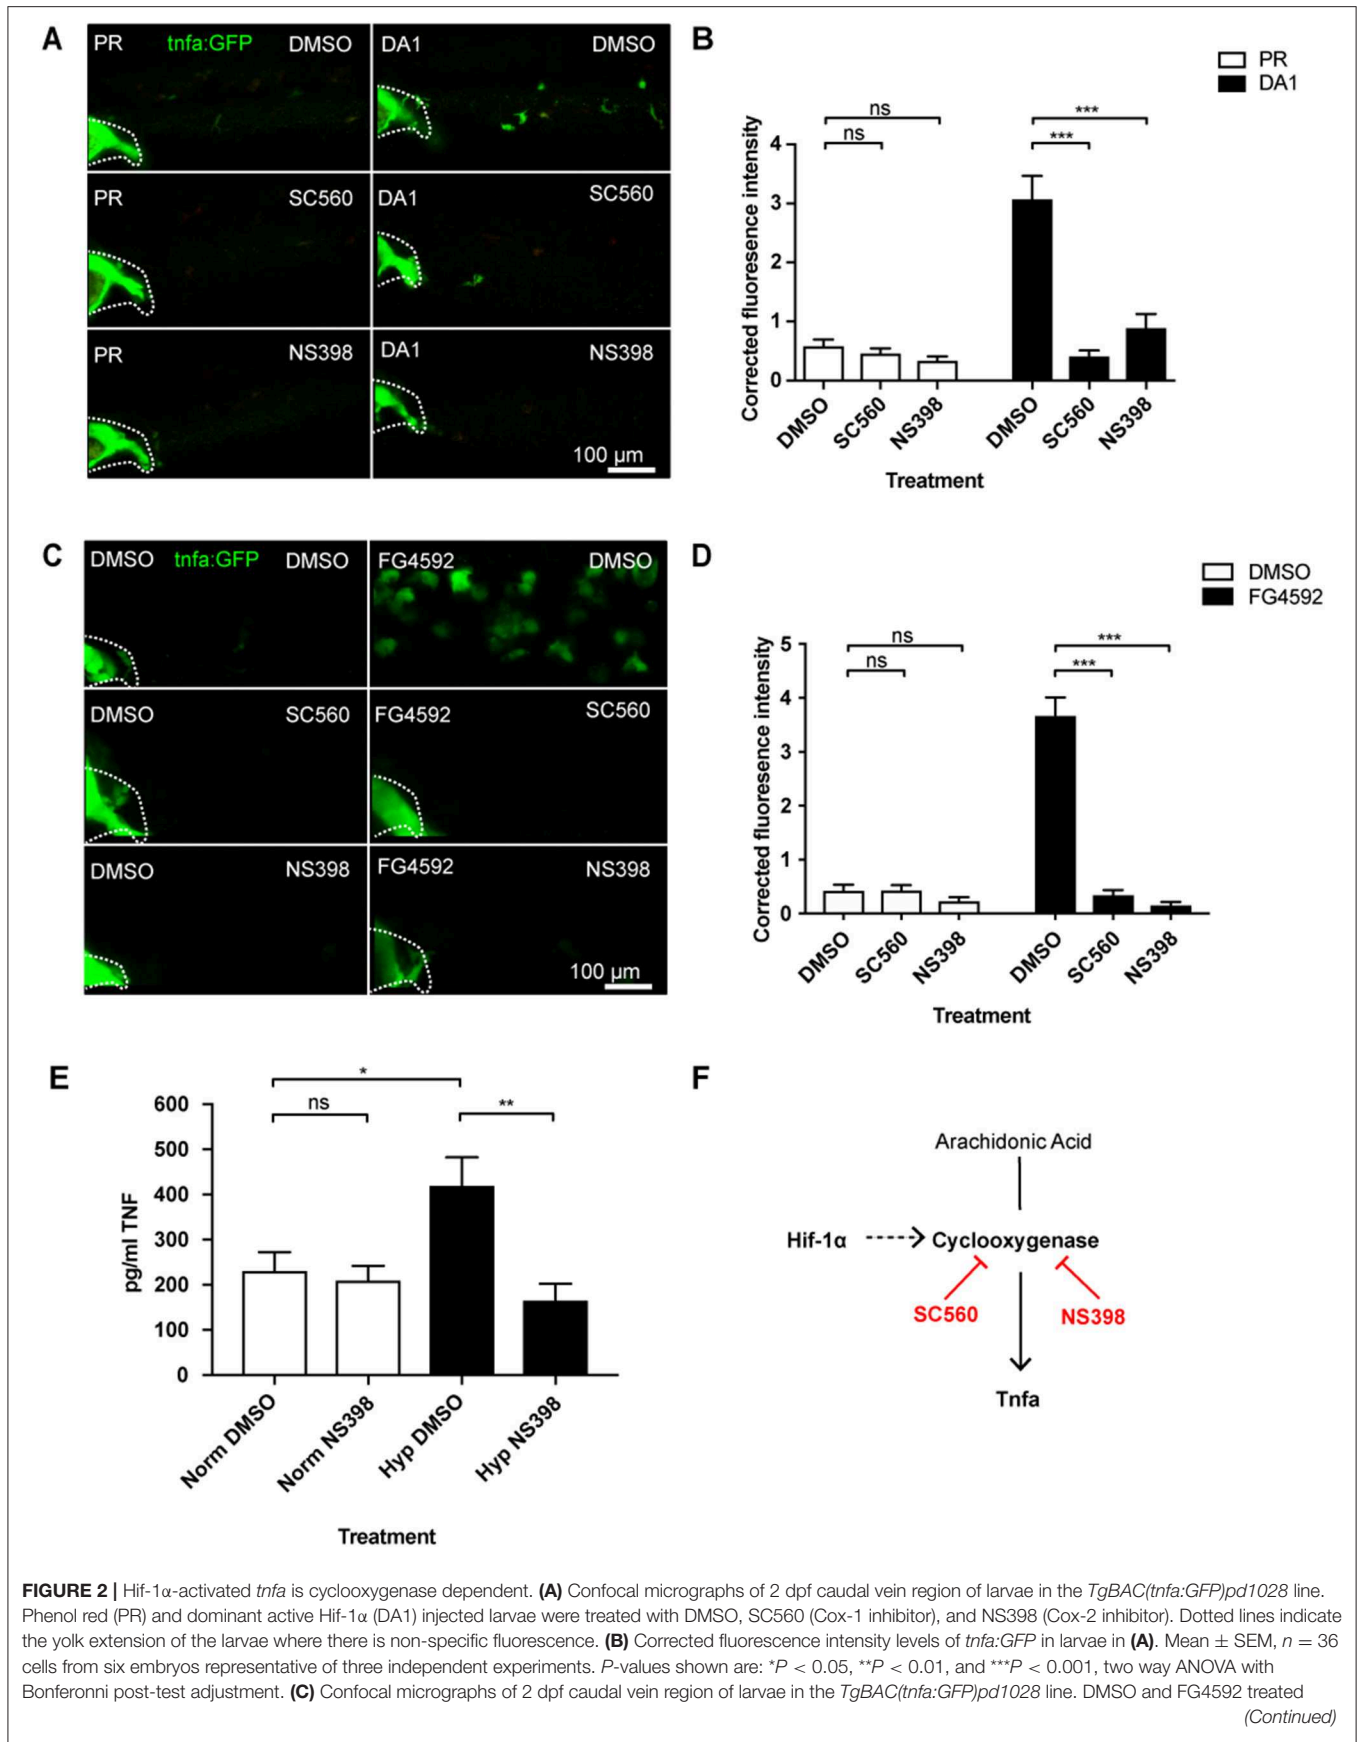 A
PR tnfa:GFP DMSO
DA1 DMSO
PR SC560
DA1 SC560
PR NS398
DA1 NS398
100 µm
B
PR
DA1
ns
ns
***
***
Corrected fluoresence intensity
4
3
2
1
0
DMSO
SC560
NS398
DMSO
SC560
NS398
Treatment
C
DMSO tnfa:GFP DMSO
FG4592 DMSO
DMSO SC560
FG4592 SC560
DMSO NS398
FG4592 NS398
100 µm
D
DMSO
FG4592
ns
ns
***
***
Corrected fluoresence intensity
5
4
3
2
1
0
DMSO
SC560
NS398
DMSO
SC560
NS398
Treatment
E
*
ns
**
pg/ml TNF
600
500
400
300
200
100
0
Norm DMSO
Norm NS398
Hyp DMSO
Hyp NS398
Treatment
F
Arachidonic Acid
Hif-1α
Cyclooxygenase
SC560
NS398
Tnfa
FIGURE 2 | Hif-1α-activated tnfa is cyclooxygenase dependent. (A) Confocal micrographs of 2 dpf caudal vein region of larvae in the TgBAC(tnfa:GFP)pd1028 line.
Phenol red (PR) and dominant active Hif-1α (DA1) injected larvae were treated with DMSO, SC560 (Cox-1 inhibitor), and NS398 (Cox-2 inhibitor). Dotted lines indicate
the yolk extension of the larvae where there is non-specific fluorescence. (B) Corrected fluorescence intensity levels of tnfa:GFP in larvae in (A). Mean ± SEM, n = 36
cells from six embryos representative of three independent experiments. P-values shown are: *P < 0.05, **P < 0.01, and ***P < 0.001, two way ANOVA with
Bonferonni post-test adjustment. (C) Confocal micrographs of 2 dpf caudal vein region of larvae in the TgBAC(tnfa:GFP)pd1028 line. DMSO and FG4592 treated
(Continued)